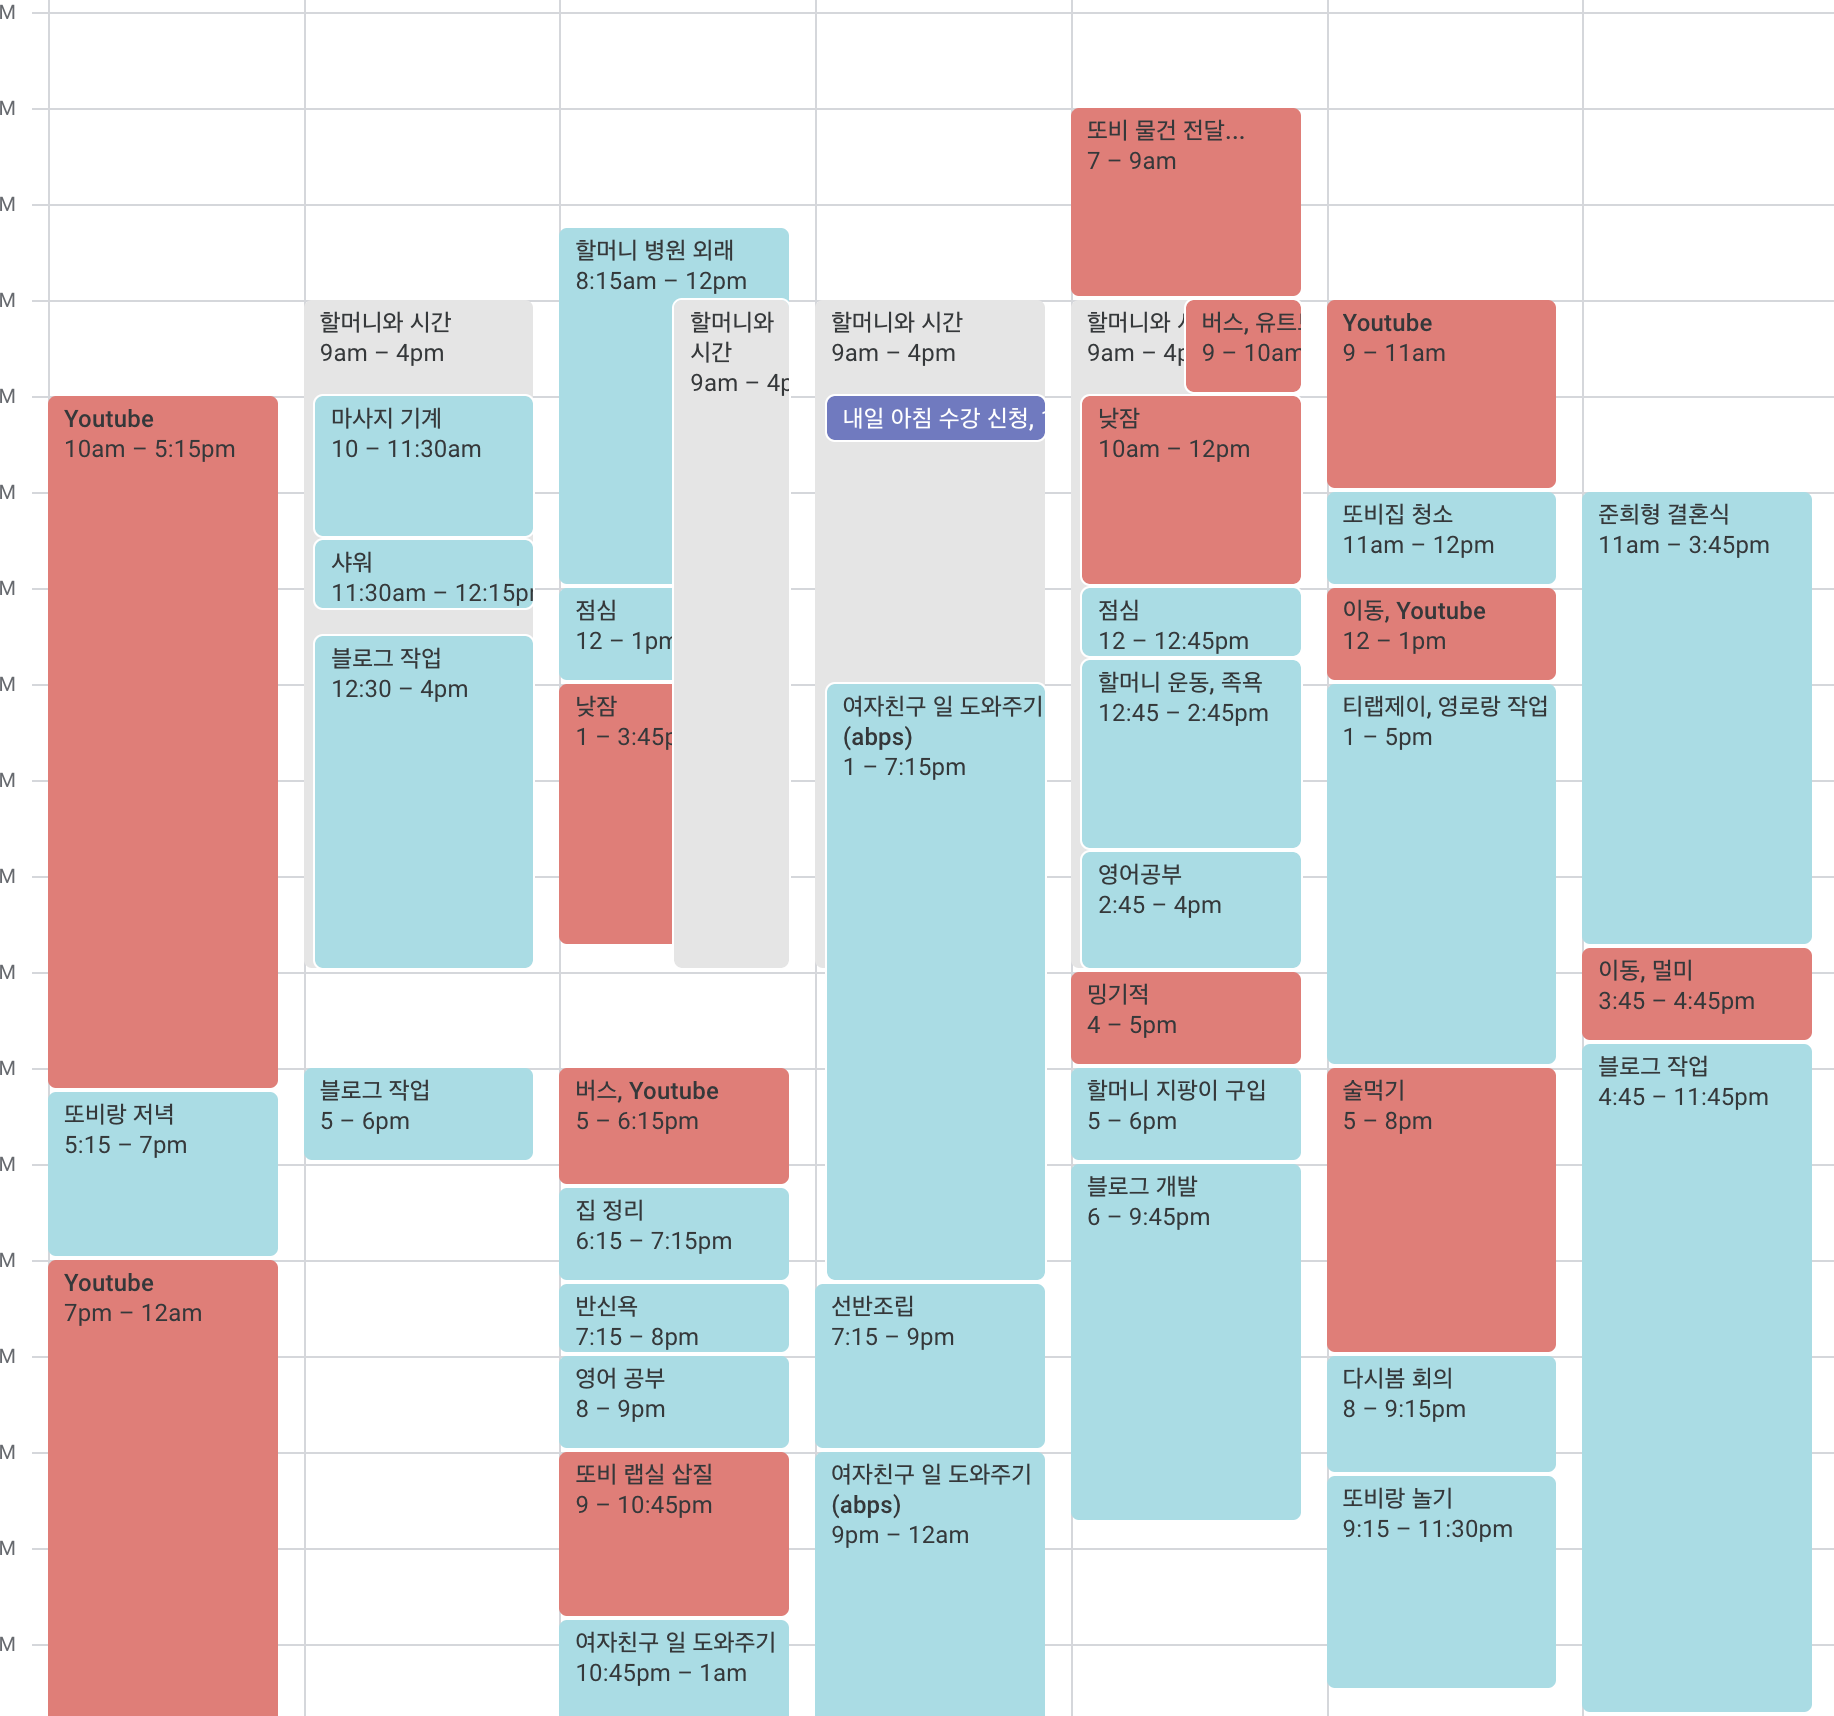 Youtube
10am – 5:15pm
또비랑 저녁
5:15 – 7pm
Youtube
7pm – 12am
할머니와 시간
9am – 4pm
마사지 기계
10 – 11:30am
샤워
11:30am – 12:15pm
블로그 작업
12:30 – 4pm
블로그 작업
5 – 6pm
할머니 병원 외래
8:15am – 12pm
할머니와
시간
9am – 4p
점심
12 – 1pm
낮잠
1 – 3:45p
버스, Youtube
5 – 6:15pm
집 정리
6:15 – 7:15pm
반신욕
7:15 – 8pm
영어 공부
8 – 9pm
또비 랩실 삽질
9 – 10:45pm
여자친구 일 도와주기
10:45pm – 1am
할머니와 시간
9am – 4pm
내일 아침 수강 신청,
여자친구 일 도와주기
(abps)
1 – 7:15pm
선반조립
7:15 – 9pm
여자친구 일 도와주기
(abps)
9pm – 12am
또비 물건 전달...
7 – 9am
할머니와
9am – 4p
버스, 유트
9 – 10am
낮잠
10am – 12pm
점심
12 – 12:45pm
할머니 운동, 족욕
12:45 – 2:45pm
영어공부
2:45 – 4pm
밍기적
4 – 5pm
할머니 지팡이 구입
5 – 6pm
블로그 개발
6 – 9:45pm
Youtube
9 – 11am
또비집 청소
11am – 12pm
이동, Youtube
12 – 1pm
티랩제이, 영로랑 작업
1 – 5pm
술먹기
5 – 8pm
다시봄 회의
8 – 9:15pm
또비랑 놀기
9:15 – 11:30pm
준희형 결혼식
11am – 3:45pm
이동, 멀미
3:45 – 4:45pm
블로그 작업
4:45 – 11:45pm